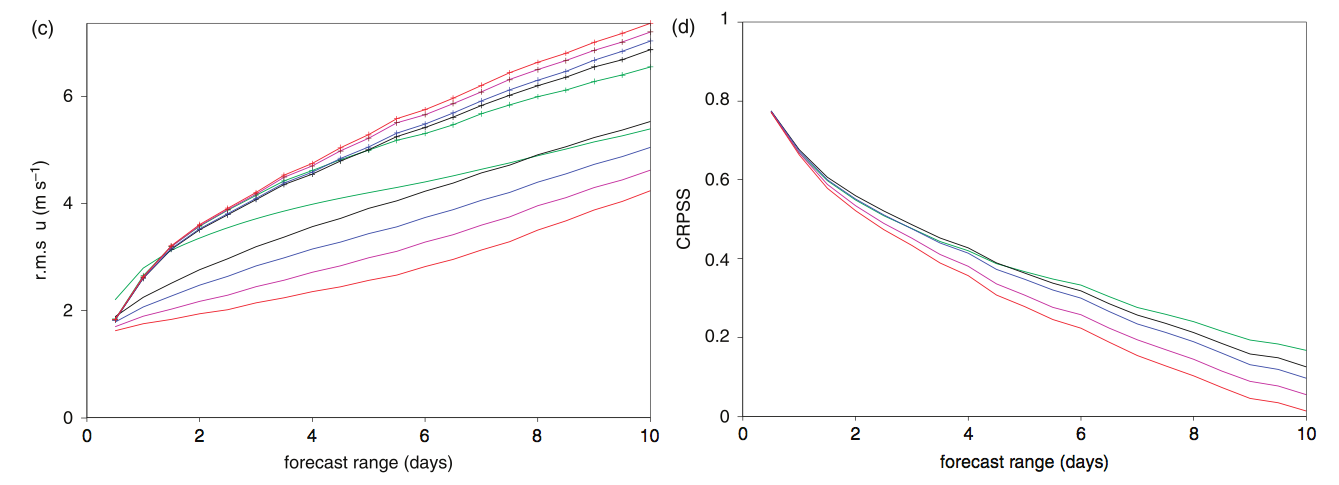 (c)
6
4
2
0
r.m.s u (m s⁻¹)
0 2 4 6 8 10
forecast range (days)
(d)
1
0.8
0.6
0.4
0.2
0
CRPSS
0 2 4 6 8 10
forecast range (days)